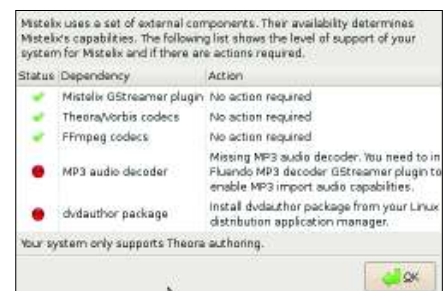 Mistelix uses a set of external components. Their availability determines
Mistelix's capabilities. The following list shows the level of support of your
system for Mistelix and if there are actions required.
Status Dependency Action
Mistelix GStreamer plugin No action required
Theora/Vorbis codecs No action required
FFmpeg codecs No action required
MP3 audio decoder
Missing MP3 audio decoder. You need to in
Fluendo MP3 decoder GStreamer plugin to
enable MP3 import audio capabilities.
dvdauthor package
Install dvdauthor package from your Linux
distribution application manager.
Your system only supports Theora authoring.
OK